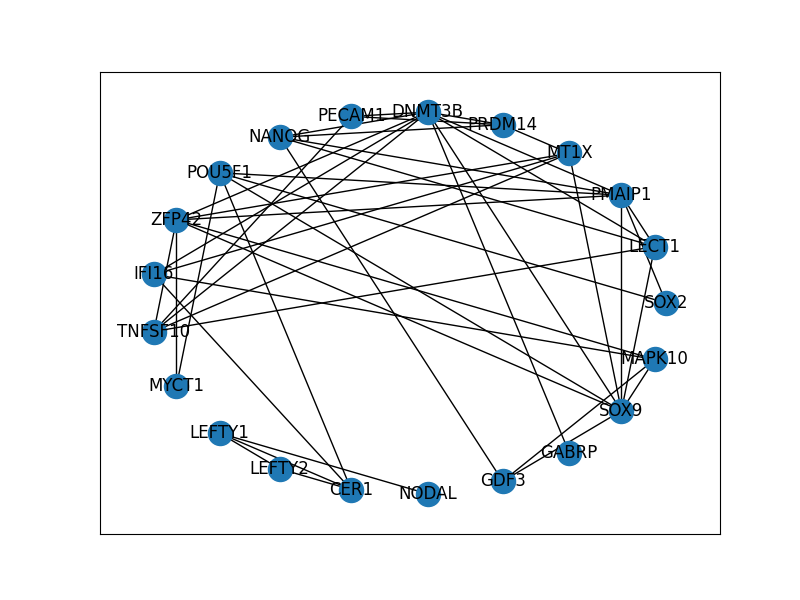 PECAM1
DNMT3B
PRDM14
NANOG
MT1X
POU5F1
PMAIP1
ZFP42
LECT1
IFI16
SOX2
TNFSF10
MAPK10
MYCT1
SOX9
LEFTY1
GABRP
LEFTY2
GDF3
CER1
NODAL